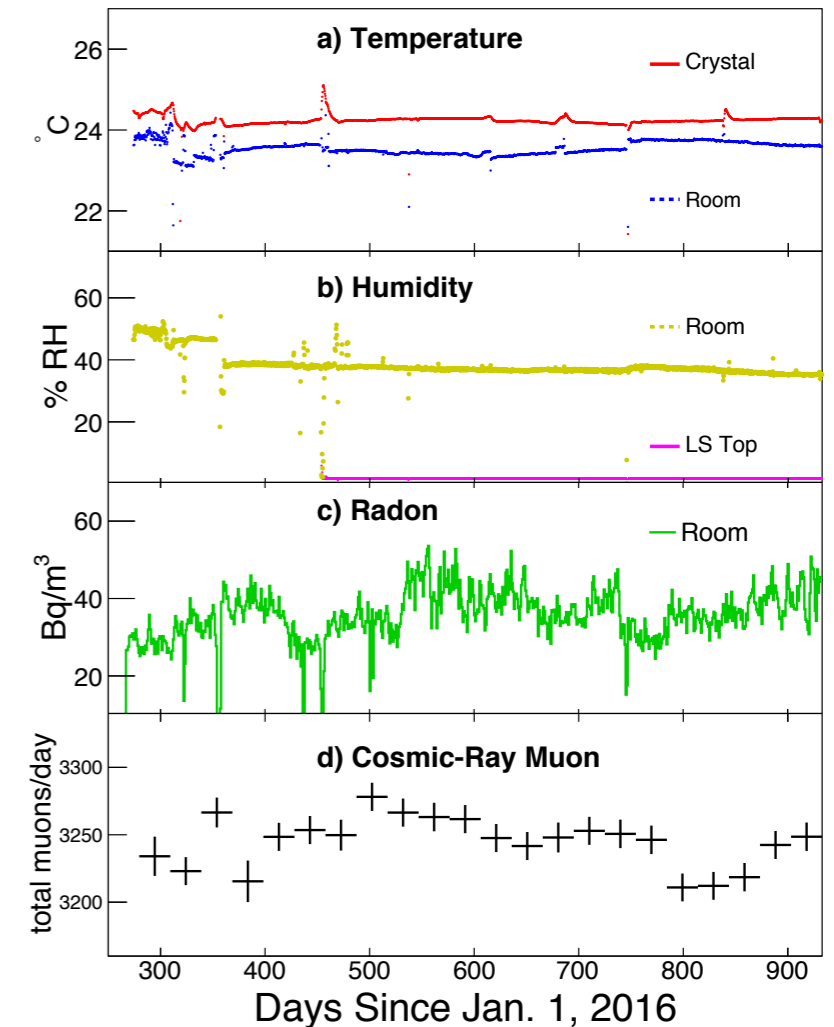 a) Temperature
26
24
22
° C
Crystal
Room
b) Humidity
60
40
20
% RH
Room
LS Top
c) Radon
60
40
20
Bq/m³
Room
d) Cosmic-Ray Muon
3300
3250
3200
total muons/day
300 400 500 600 700 800 900
Days Since Jan. 1, 2016